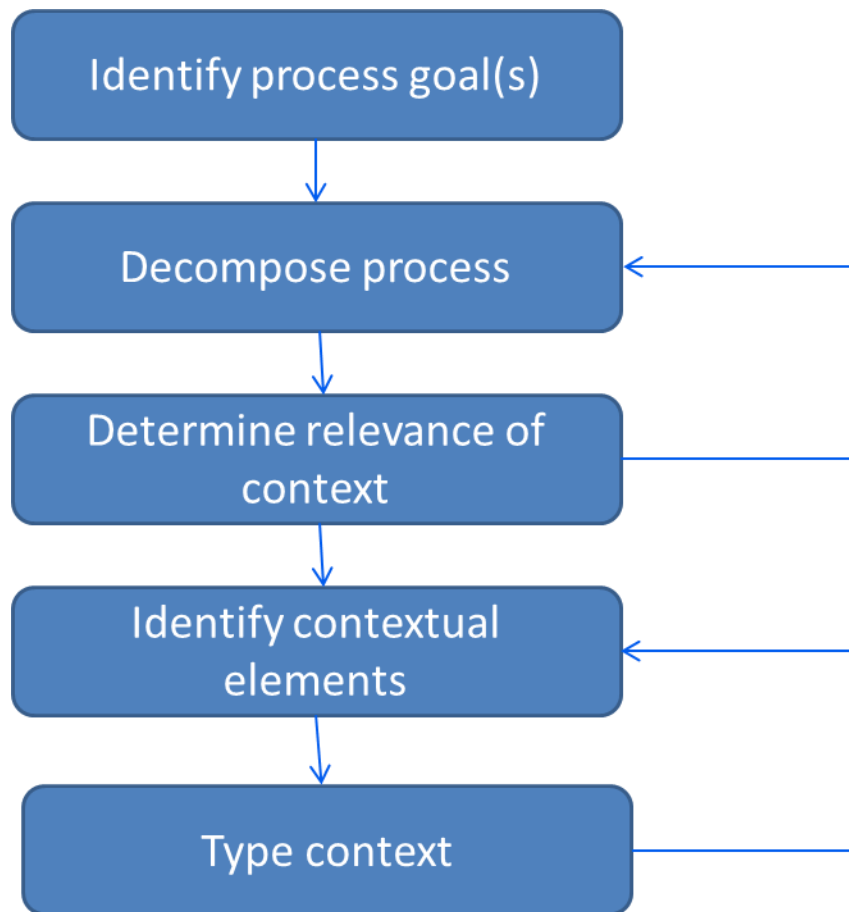 Identify process goal(s)
Decompose process
Determine relevance of
context
Identify contextual
elements
Type context